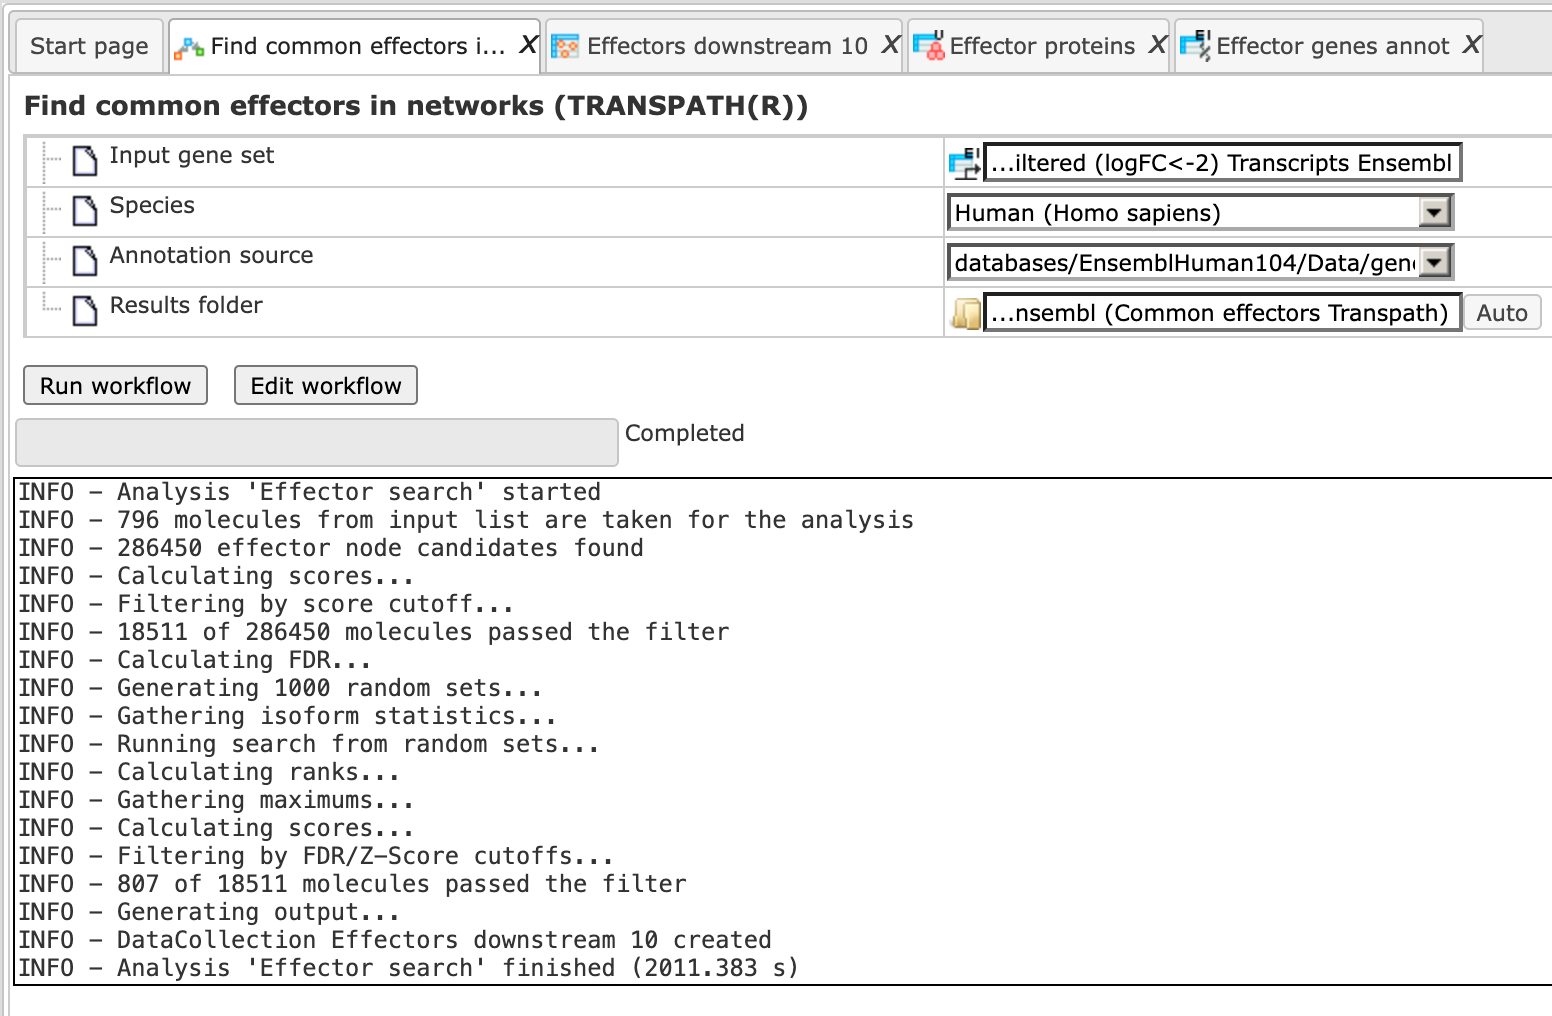 Start page
Find common effectors i... X
Effectors downstream 10 X
Effector proteins X
Effector genes annot X
Find common effectors in networks (TRANSPATH(R))
Input gene set
...iltered (logFC<-2) Transcripts Ensembl
Species
Human (Homo sapiens)
Annotation source
databases/EnsemblHuman104/Data/gen
Results folder
...nsembl (Common effectors Transpath)
Auto
Run workflow
Edit workflow
Completed
INFO - Analysis 'Effector search' started
INFO - 796 molecules from input list are taken for the analysis
INFO - 286450 effector node candidates found
INFO - Calculating scores...
INFO - Filtering by score cutoff...
INFO - 18511 of 286450 molecules passed the filter
INFO - Calculating FDR...
INFO - Generating 1000 random sets...
INFO - Gathering isoform statistics...
INFO - Running search from random sets...
INFO - Calculating ranks...
INFO - Gathering maximums...
INFO - Calculating scores...
INFO - Filtering by FDR/Z-Score cutoffs...
INFO - 807 of 18511 molecules passed the filter
INFO - Generating output...
INFO - DataCollection Effectors downstream 10 created
INFO - Analysis 'Effector search' finished (2011.383 s)